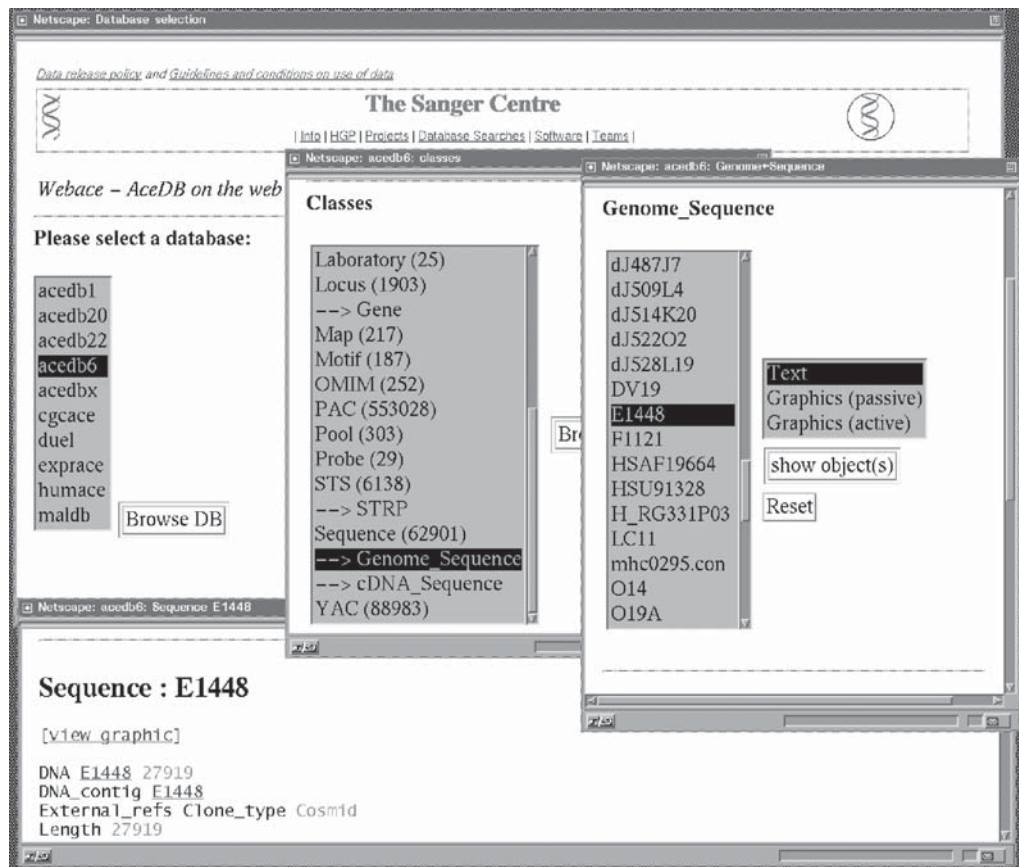 Netscape: Database selection
Data release policy and Guidelines and conditions on use of data
The Sanger Centre
| Info | HGP | Projects | Database Searches | Software | Teams |
Webace – AceDB on the web
Please select a database:
acedb1
acedb20
acedb22
acedb6
acedbx
cgcace
duel
exprace
humace
maldb
Browse DB
Netscape: acedb6: classes
Classes
Laboratory (25)
Locus (1903)
--> Gene
Map (217)
Motif (187)
OMIM (252)
PAC (553028)
Pool (303)
Probe (29)
STS (6138)
--> STRP
Sequence (62901)
--> Genome_Sequence
--> cDNA_Sequence
YAC (88983)
Netscape: acedb6: Genome+Sequence
Genome_Sequence
dJ487J7
dJ509L4
dJ514K20
dJ522O2
dJ528L19
DV19
E1448
F1121
HSAF19664
HSU91328
H_RG331P03
LC11
mhc0295.con
O14
O19A
Text
Graphics (passive)
Graphics (active)
show object(s)
Reset
Netscape: acedb6: Sequence E1448
Sequence : E1448
[view graphic]
DNA E1448 27919
DNA_contig E1448
External_refs Clone_type Cosmid
Length 27919